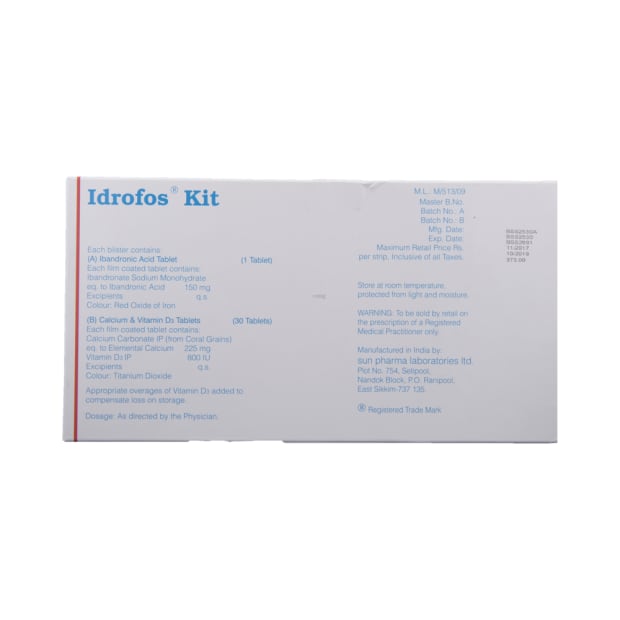 Idrofos® Kit
Each blister contains:
(A) Ibandronic Acid Tablet (1 Tablet)
Each film coated tablet contains:
Ibandronate Sodium Monohydrate
eq. to Ibandronic Acid 150 mg
Excipients q.s.
Colour: Red Oxide of Iron
(B) Calcium & Vitamin D3 Tablets (30 Tablets)
Each film coated tablet contains:
Calcium Carbonate IP (from Coral Grains)
eq. to Elemental Calcium 225 mg
Vitamin D3 IP 800 IU
Excipients q.s.
Colour: Titanium Dioxide
Appropriate overages of Vitamin D3 added to
compensate loss on storage.
Dosage: As directed by the Physician.
M.L.: M/513/09
Master B.No.
Batch No.: A
Batch No.: B
Mfg. Date:
Exp. Date:
Maximum Retail Price Rs.
per strip, Inclusive of all Taxes.
11/2017
10/2019
373.00
Store at room temperature,
protected from light and moisture.
WARNING: To be sold by retail on
the prescription of a Registered
Medical Practitioner only.
Manufactured in India by:
sun pharma laboratories ltd.
Plot No. 754, Setipool,
Nandok Block, P.O. Ranipool,
East Sikkim-737 135.
® Registered Trade Mark